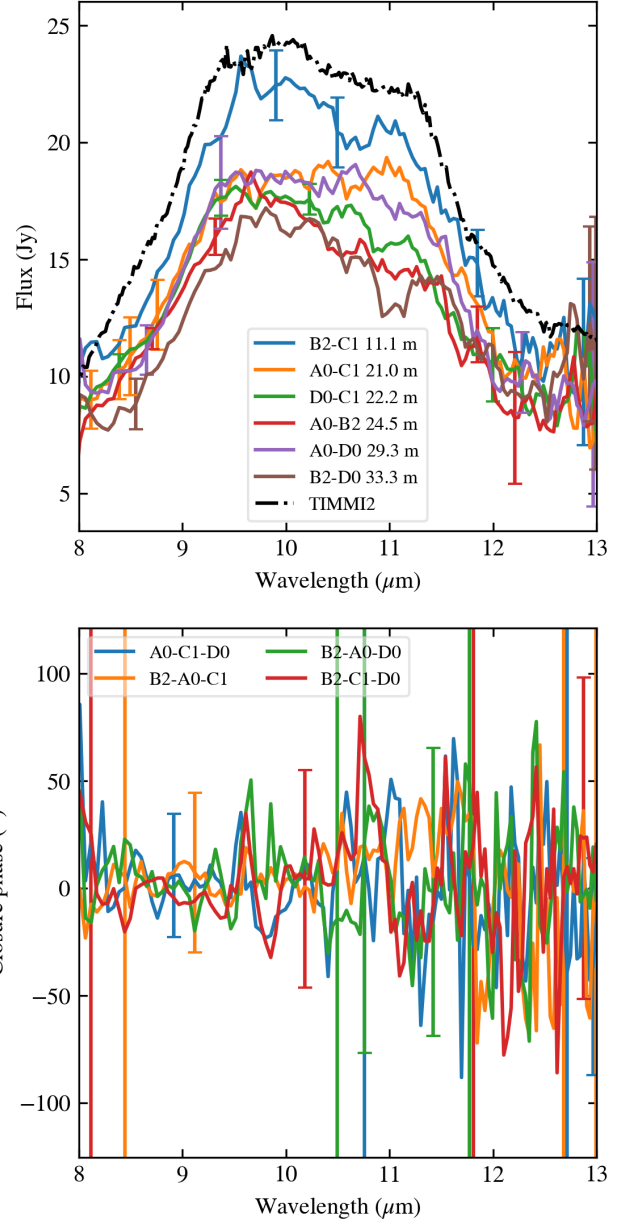 25
20
15
10
5
Flux (Jy)
B2-C1 11.1 m
A0-C1 21.0 m
D0-C1 22.2 m
A0-B2 24.5 m
A0-D0 29.3 m
B2-D0 33.3 m
TIMMI2
8 9 10 11 12 13
Wavelength (μm)
A0-C1-D0 B2-A0-D0
B2-A0-C1 B2-C1-D0
100
50
0
−50
−100
8 9 10 11 12 13
Wavelength (μm)